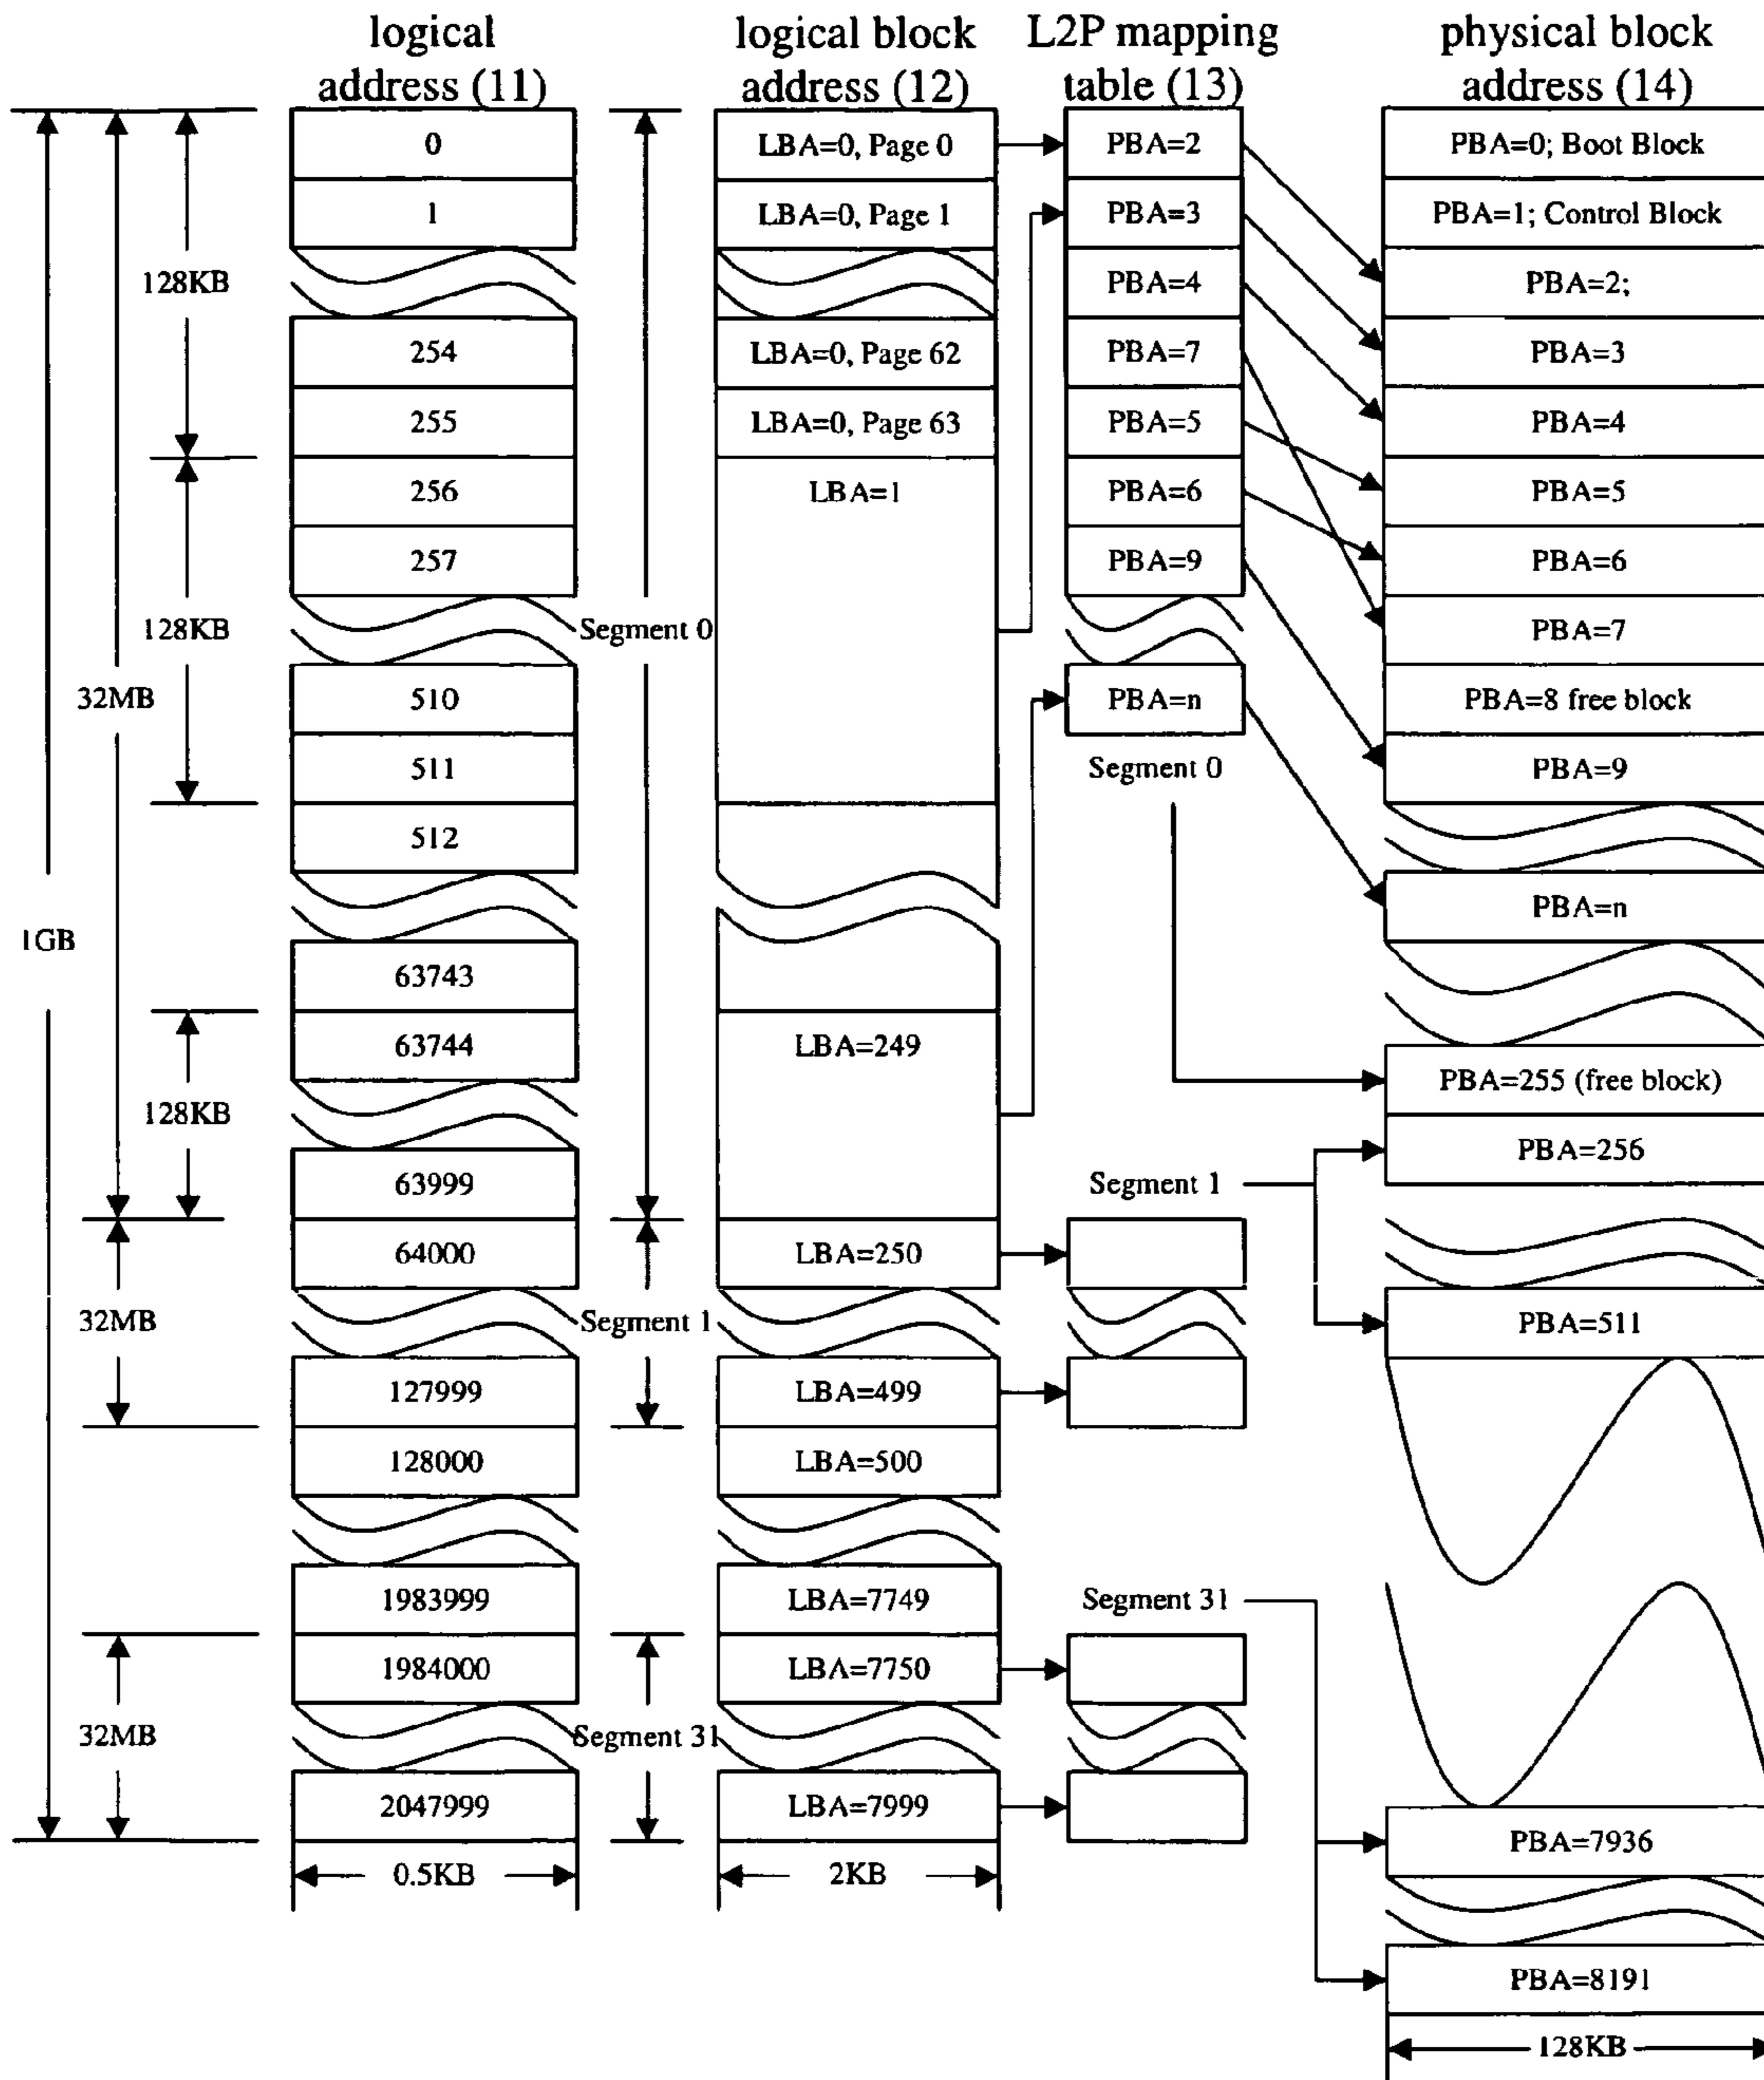 logical
address (11)
logical block
address (12)
L2P mapping
table (13)
physical block
address (14)
1GB
32MB
128KB
128KB
128KB
32MB
32MB
0
1
254
255
256
257
510
511
512
63743
63744
63999
64000
127999
128000
1983999
1984000
2047999
0.5KB
Segment 0
Segment 1
Segment 31
LBA=0, Page 0
LBA=0, Page 1
LBA=0, Page 62
LBA=0, Page 63
LBA=1
LBA=249
LBA=250
LBA=499
LBA=500
LBA=7749
LBA=7750
LBA=7999
2KB
PBA=2
PBA=3
PBA=4
PBA=7
PBA=5
PBA=6
PBA=9
PBA=n
Segment 0
Segment 1
Segment 31
PBA=0; Boot Block
PBA=1; Control Block
PBA=2;
PBA=3
PBA=4
PBA=5
PBA=6
PBA=7
PBA=8 free block
PBA=9
PBA=n
PBA=255 (free block)
PBA=256
PBA=511
PBA=7936
PBA=8191
128KB